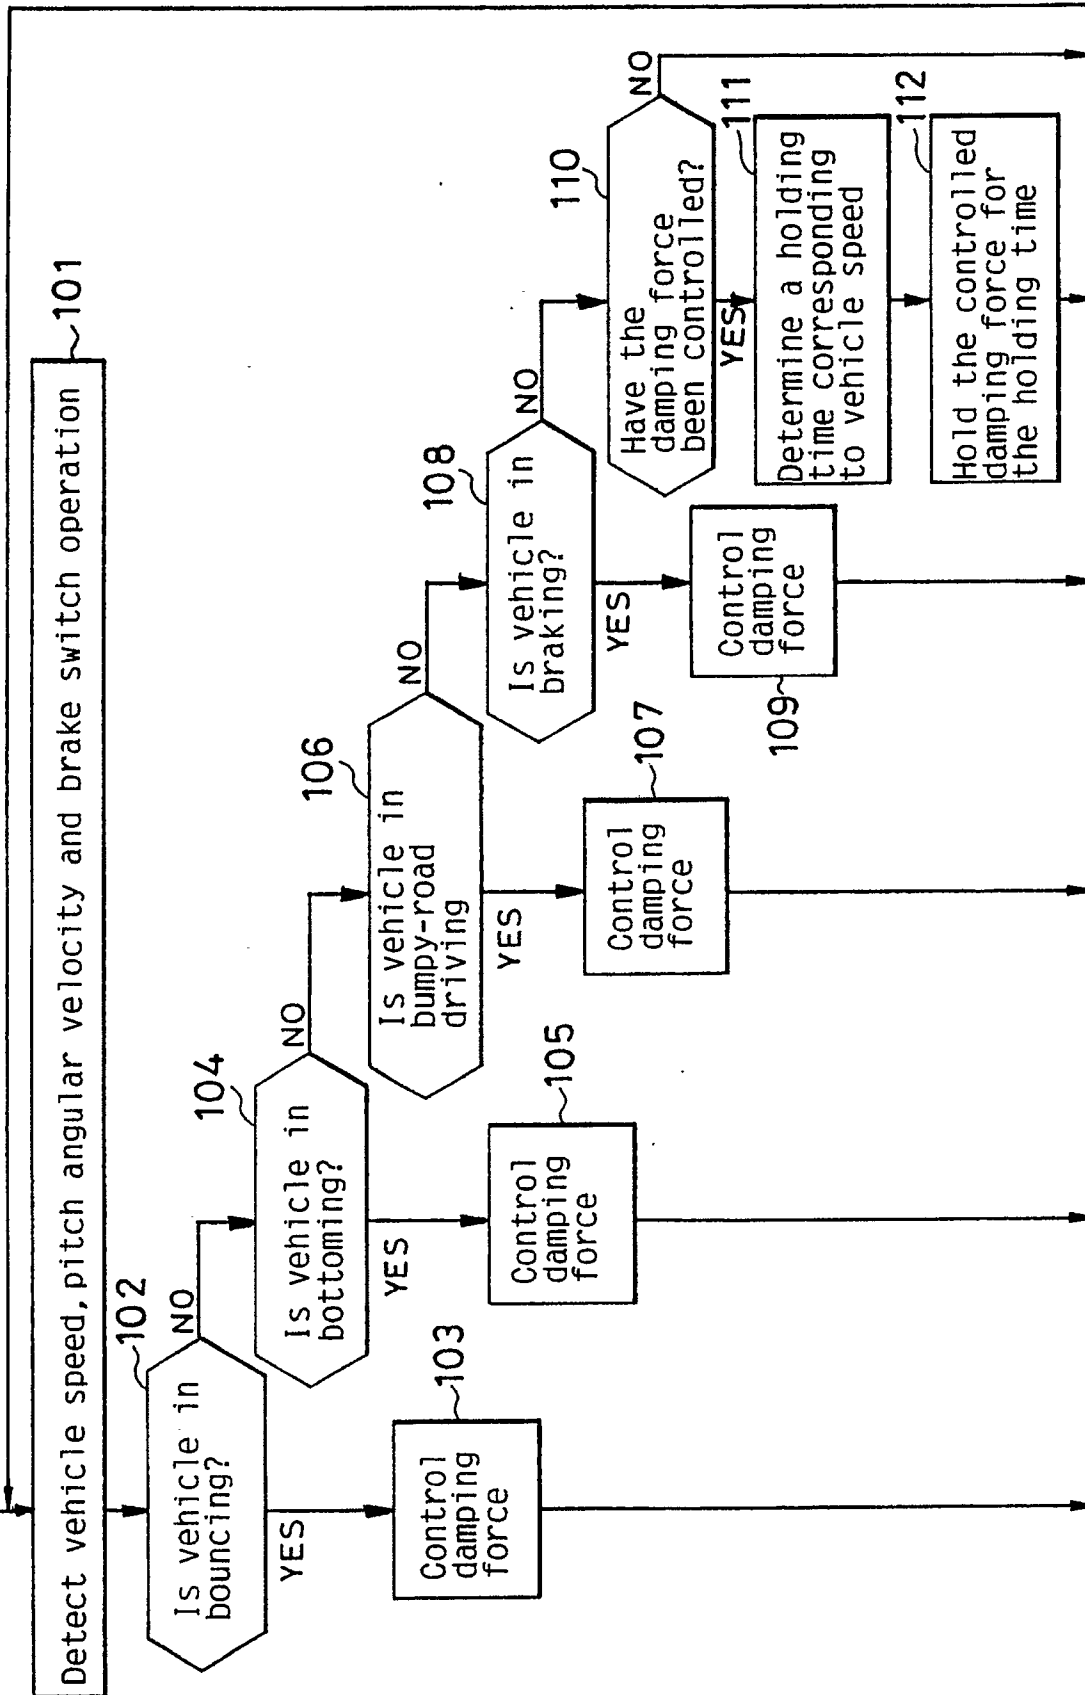 Detect vehicle speed, pitch angular velocity and brake switch operation
101
102
Is vehicle in
bouncing?
NO
YES
103
Control
damping
force
104
Is vehicle in
bottoming?
NO
YES
105
Control
damping
force
106
Is vehicle in
bumpy-road
driving
NO
YES
107
Control
damping
force
108
Is vehicle in
braking?
NO
YES
109
Control
damping
force
110
Have the
damping force
been controlled?
NO
YES
111
Determine a holding
time corresponding
to vehicle speed
112
Hold the controlled
damping force for
the holding time